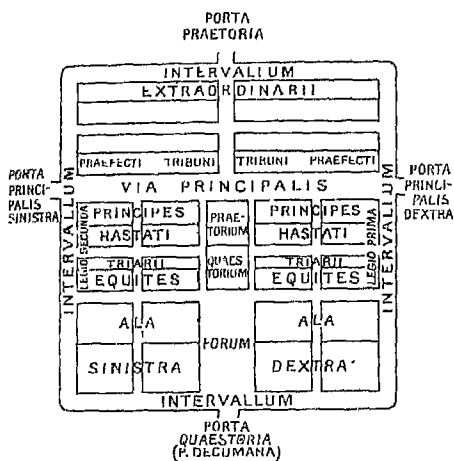 PORTA
PRAETORIA
INTERVALLUM
EXTRAORDINARII
PRAEFECTI TRIBUNI TRIBUNI PRAEFECTI
PORTA
PRINCI-
PALIS
SINISTRA
INTERVALLUM
VIA PRINCIPALIS
INTERVALLUM
PORTA
PRINCI-
PALIS
DEXTRA
LEGIO SECUNDA
PRINCIPES
HASTATI
TRIARII
EQUITES
PRAE-
TORIUM
QUAES
TORIUM
PRINCIPES
HASTATI
TRIARII
EQUITES
LEGIO PRIMA
ALA
SINISTRA
FORUM
ALA
DEXTRA
INTERVALLUM
PORTA
QUAESTORIA
(P. DECUMANA)